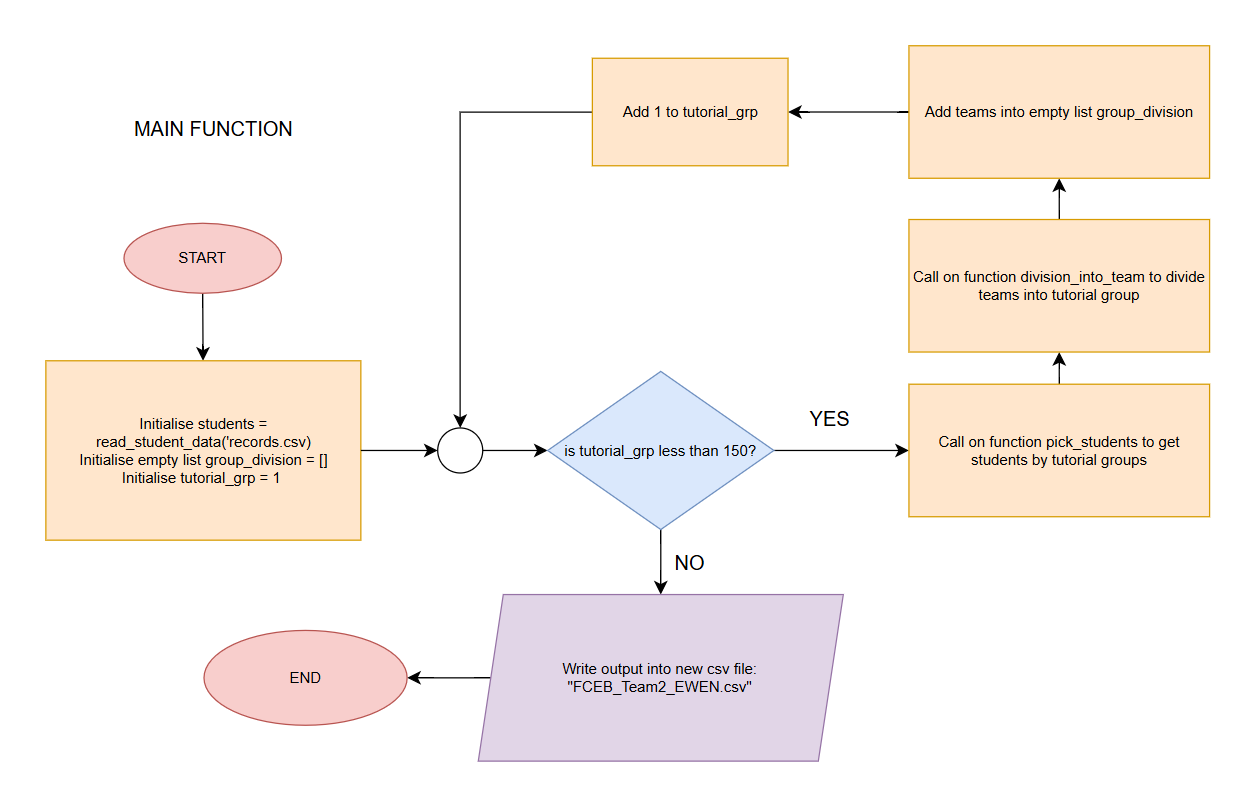 MAIN FUNCTION
START
Initialise students =
read_student_data('records.csv)
Initialise empty list group_division = []
Initialise tutorial_grp = 1
is tutorial_grp less than 150?
YES
Call on function pick_students to get
students by tutorial groups
Call on function division_into_team to divide
teams into tutorial group
Add teams into empty list group_division
Add 1 to tutorial_grp
NO
Write output into new csv file:
"FCEB_Team2_EWEN.csv"
END